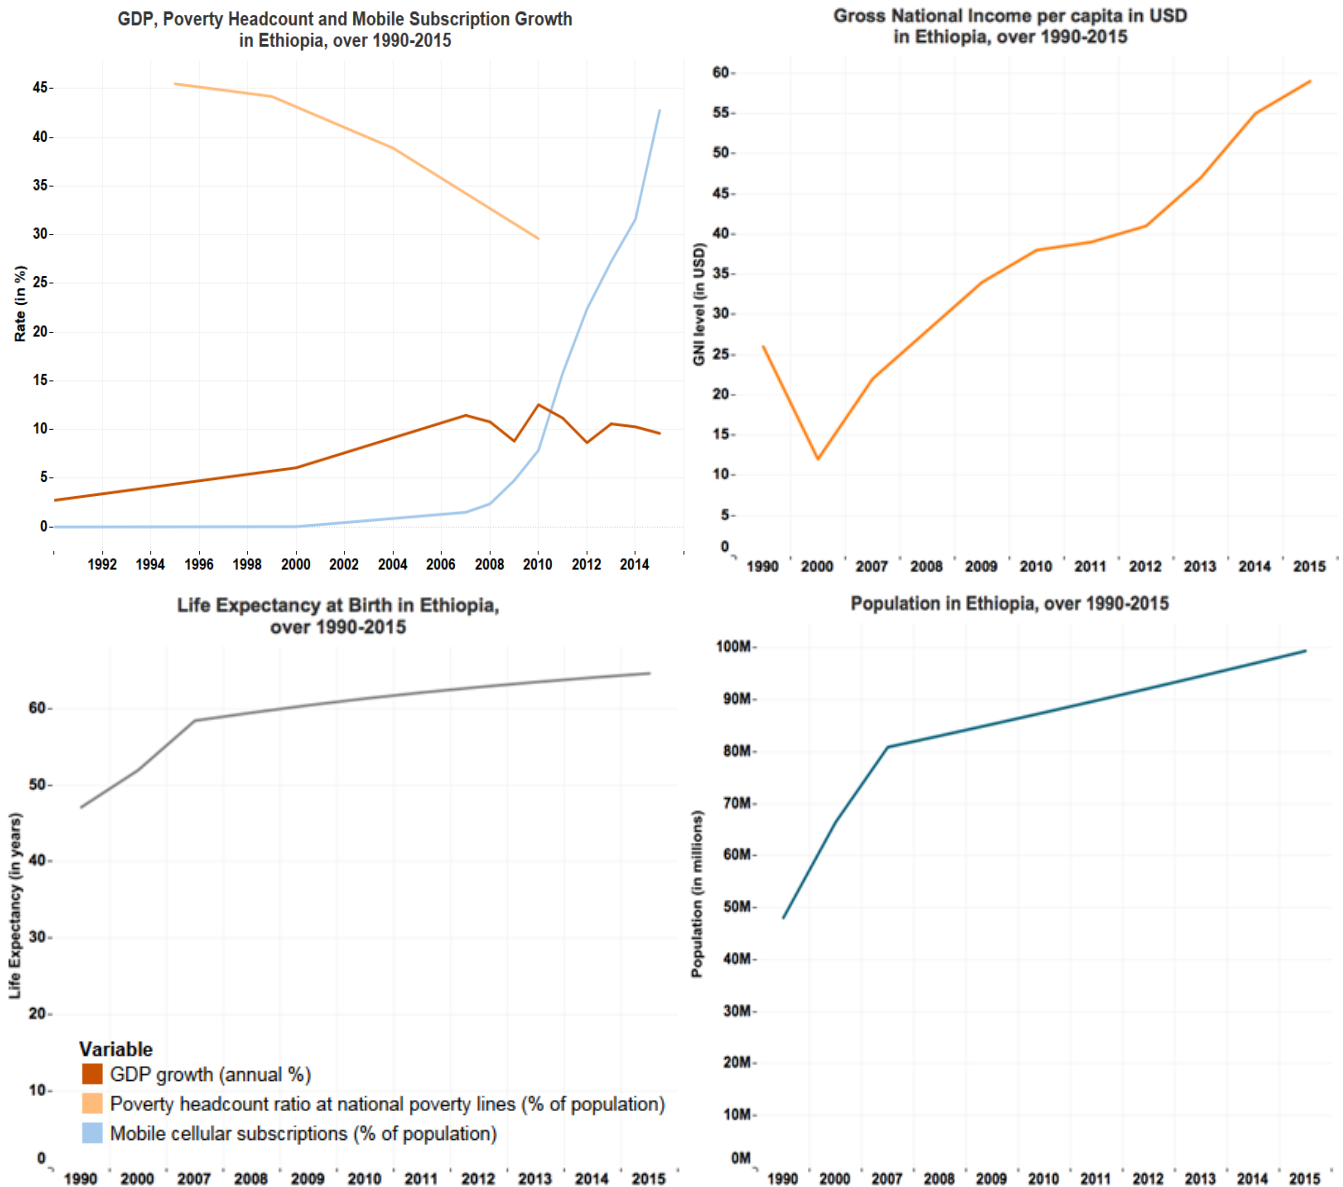 GDP, Poverty Headcount and Mobile Subscription Growth
in Ethiopia, over 1990-2015
45
40
35
30
25
20
15
10
5
0
Rate (in %)
1992 1994 1996 1998 2000 2002 2004 2006 2008 2010 2012 2014
Gross National Income per capita in USD
in Ethiopia, over 1990-2015
60
55
50
45
40
35
30
25
20
15
10
5
0
GNI level (in USD)
1990 2000 2007 2008 2009 2010 2011 2012 2013 2014 2015
Life Expectancy at Birth in Ethiopia,
over 1990-2015
60
50
40
30
20
10
0
Life Expectancy (in years)
Variable
GDP growth (annual %)
Poverty headcount ratio at national poverty lines (% of population)
Mobile cellular subscriptions (% of population)
1990 2000 2007 2008 2009 2010 2011 2012 2013 2014 2015
Population in Ethiopia, over 1990-2015
100M
90M
80M
70M
60M
50M
40M
30M
20M
10M
0M
Population (in millions)
1990 2000 2007 2008 2009 2010 2011 2012 2013 2014 2015